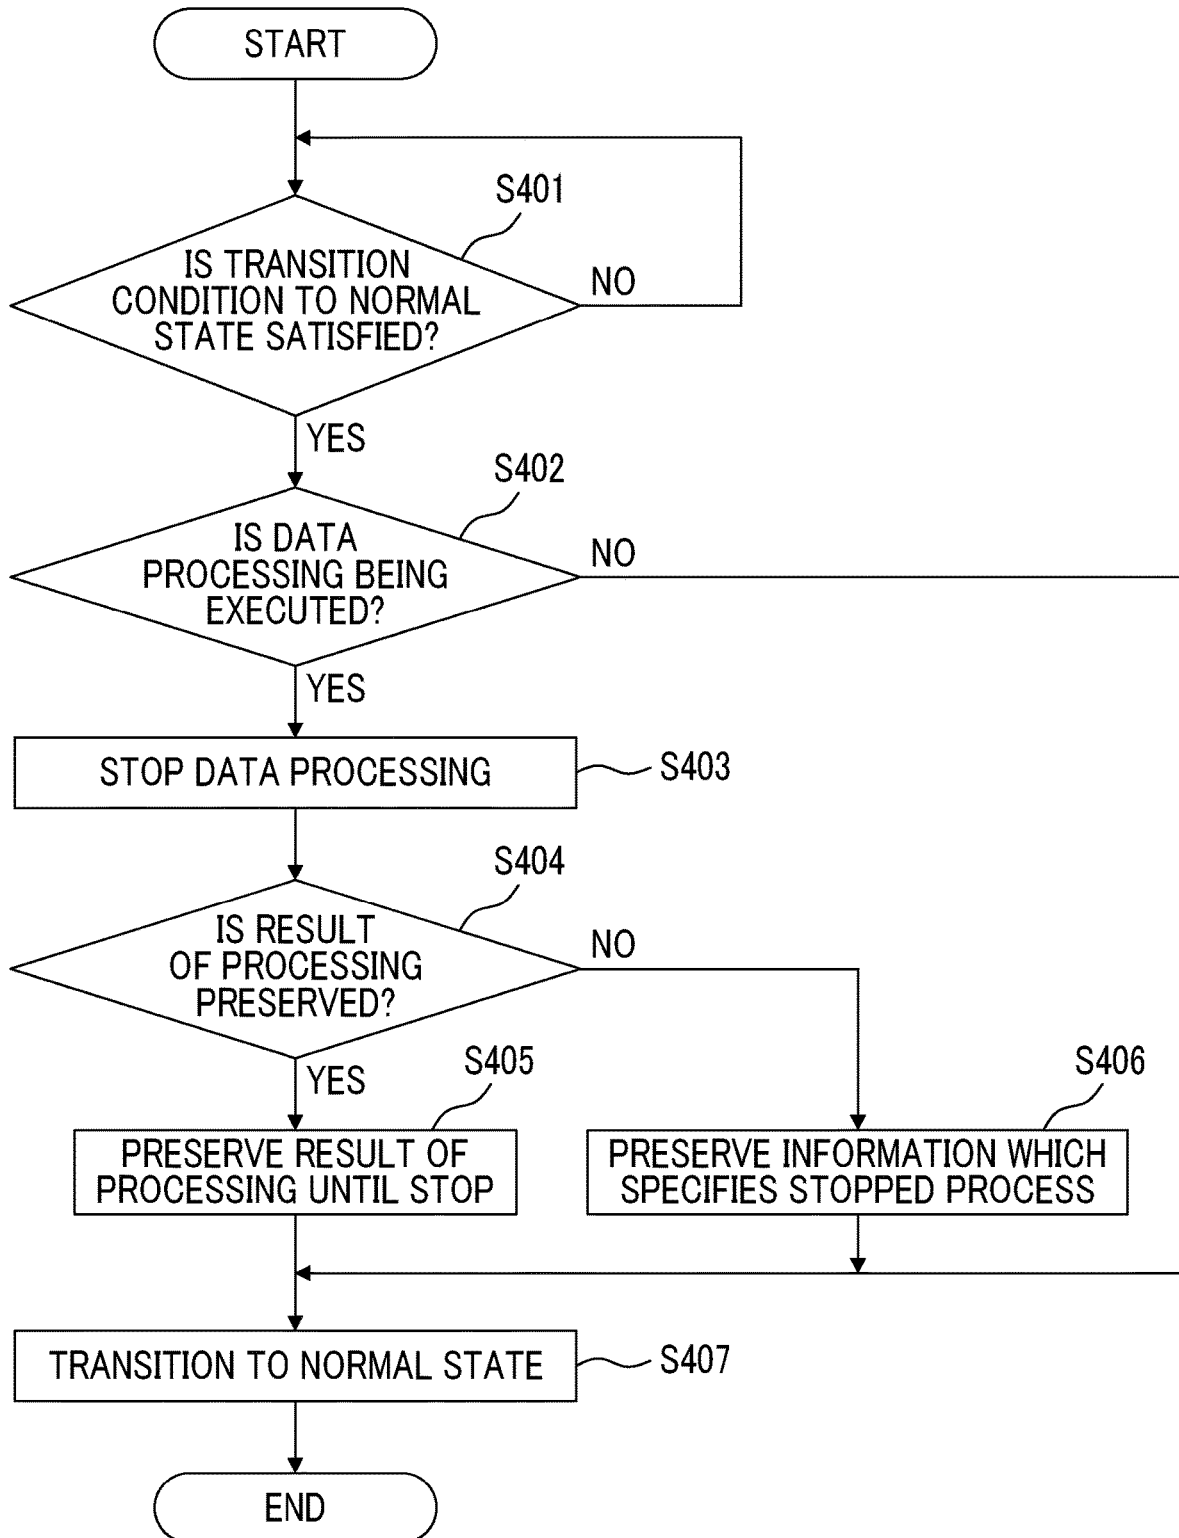 START
S401
IS TRANSITION
CONDITION TO NORMAL
STATE SATISFIED?
NO
YES
S402
IS DATA
PROCESSING BEING
EXECUTED?
NO
YES
STOP DATA PROCESSING
S403
S404
IS RESULT
OF PROCESSING
PRESERVED?
NO
YES
S405
PRESERVE RESULT OF
PROCESSING UNTIL STOP
S406
PRESERVE INFORMATION WHICH
SPECIFIES STOPPED PROCESS
TRANSITION TO NORMAL STATE
S407
END